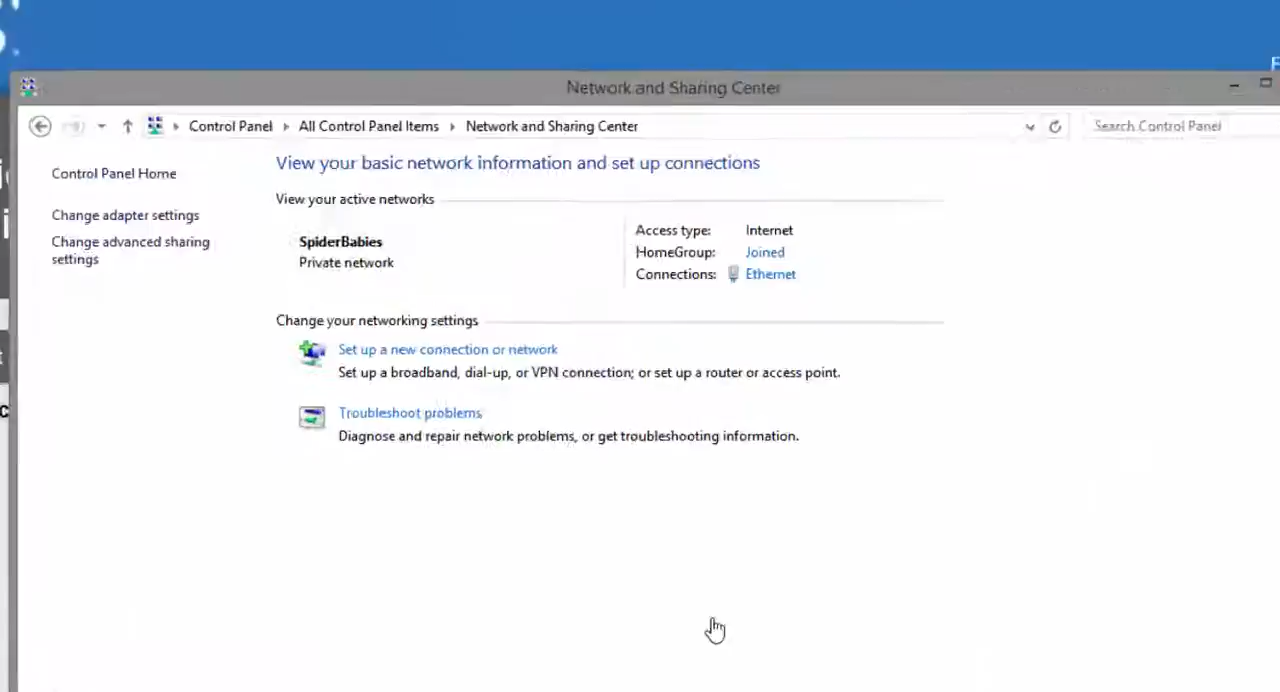 Network and Sharing Center
Control Panel All Control Panel Items Network and Sharing Center
Search Control Panel
Control Panel Home
Change adapter settings
Change advanced sharing
settings
View your basic network information and set up connections
View your active networks
SpiderBabies
Private network
Access type: Internet
HomeGroup: Joined
Connections: Ethernet
Change your networking settings
Set up a new connection or network
Set up a broadband, dial-up, or VPN connection; or set up a router or access point.
Troubleshoot problems
Diagnose and repair network problems, or get troubleshooting information.